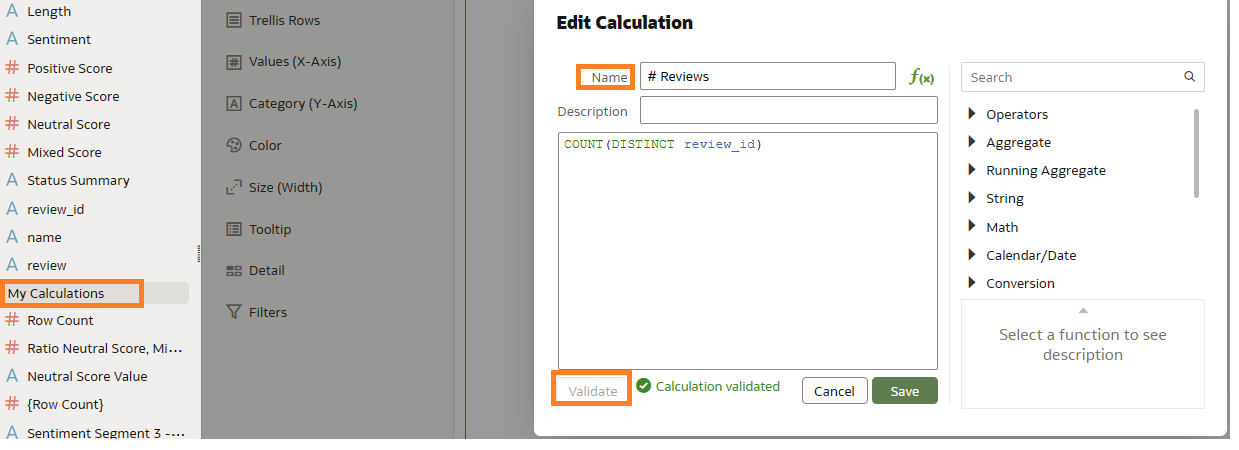 Length
Sentiment
Positive Score
Negative Score
Neutral Score
Mixed Score
Status Summary
review_id
name
review
My Calculations
Row Count
Ratio Neutral Score, Mi...
Neutral Score Value
{Row Count}
Sentiment Segment 3 -...
Trellis Rows
Values (X-Axis)
Category (Y-Axis)
Color
Size (Width)
Tooltip
Detail
Filters
Edit Calculation
Name
# Reviews
f(x)
Description
COUNT(DISTINCT review_id)
Validate
Calculation validated
Cancel
Save
Search
Operators
Aggregate
Running Aggregate
String
Math
Calendar/Date
Conversion
Select a function to see
description